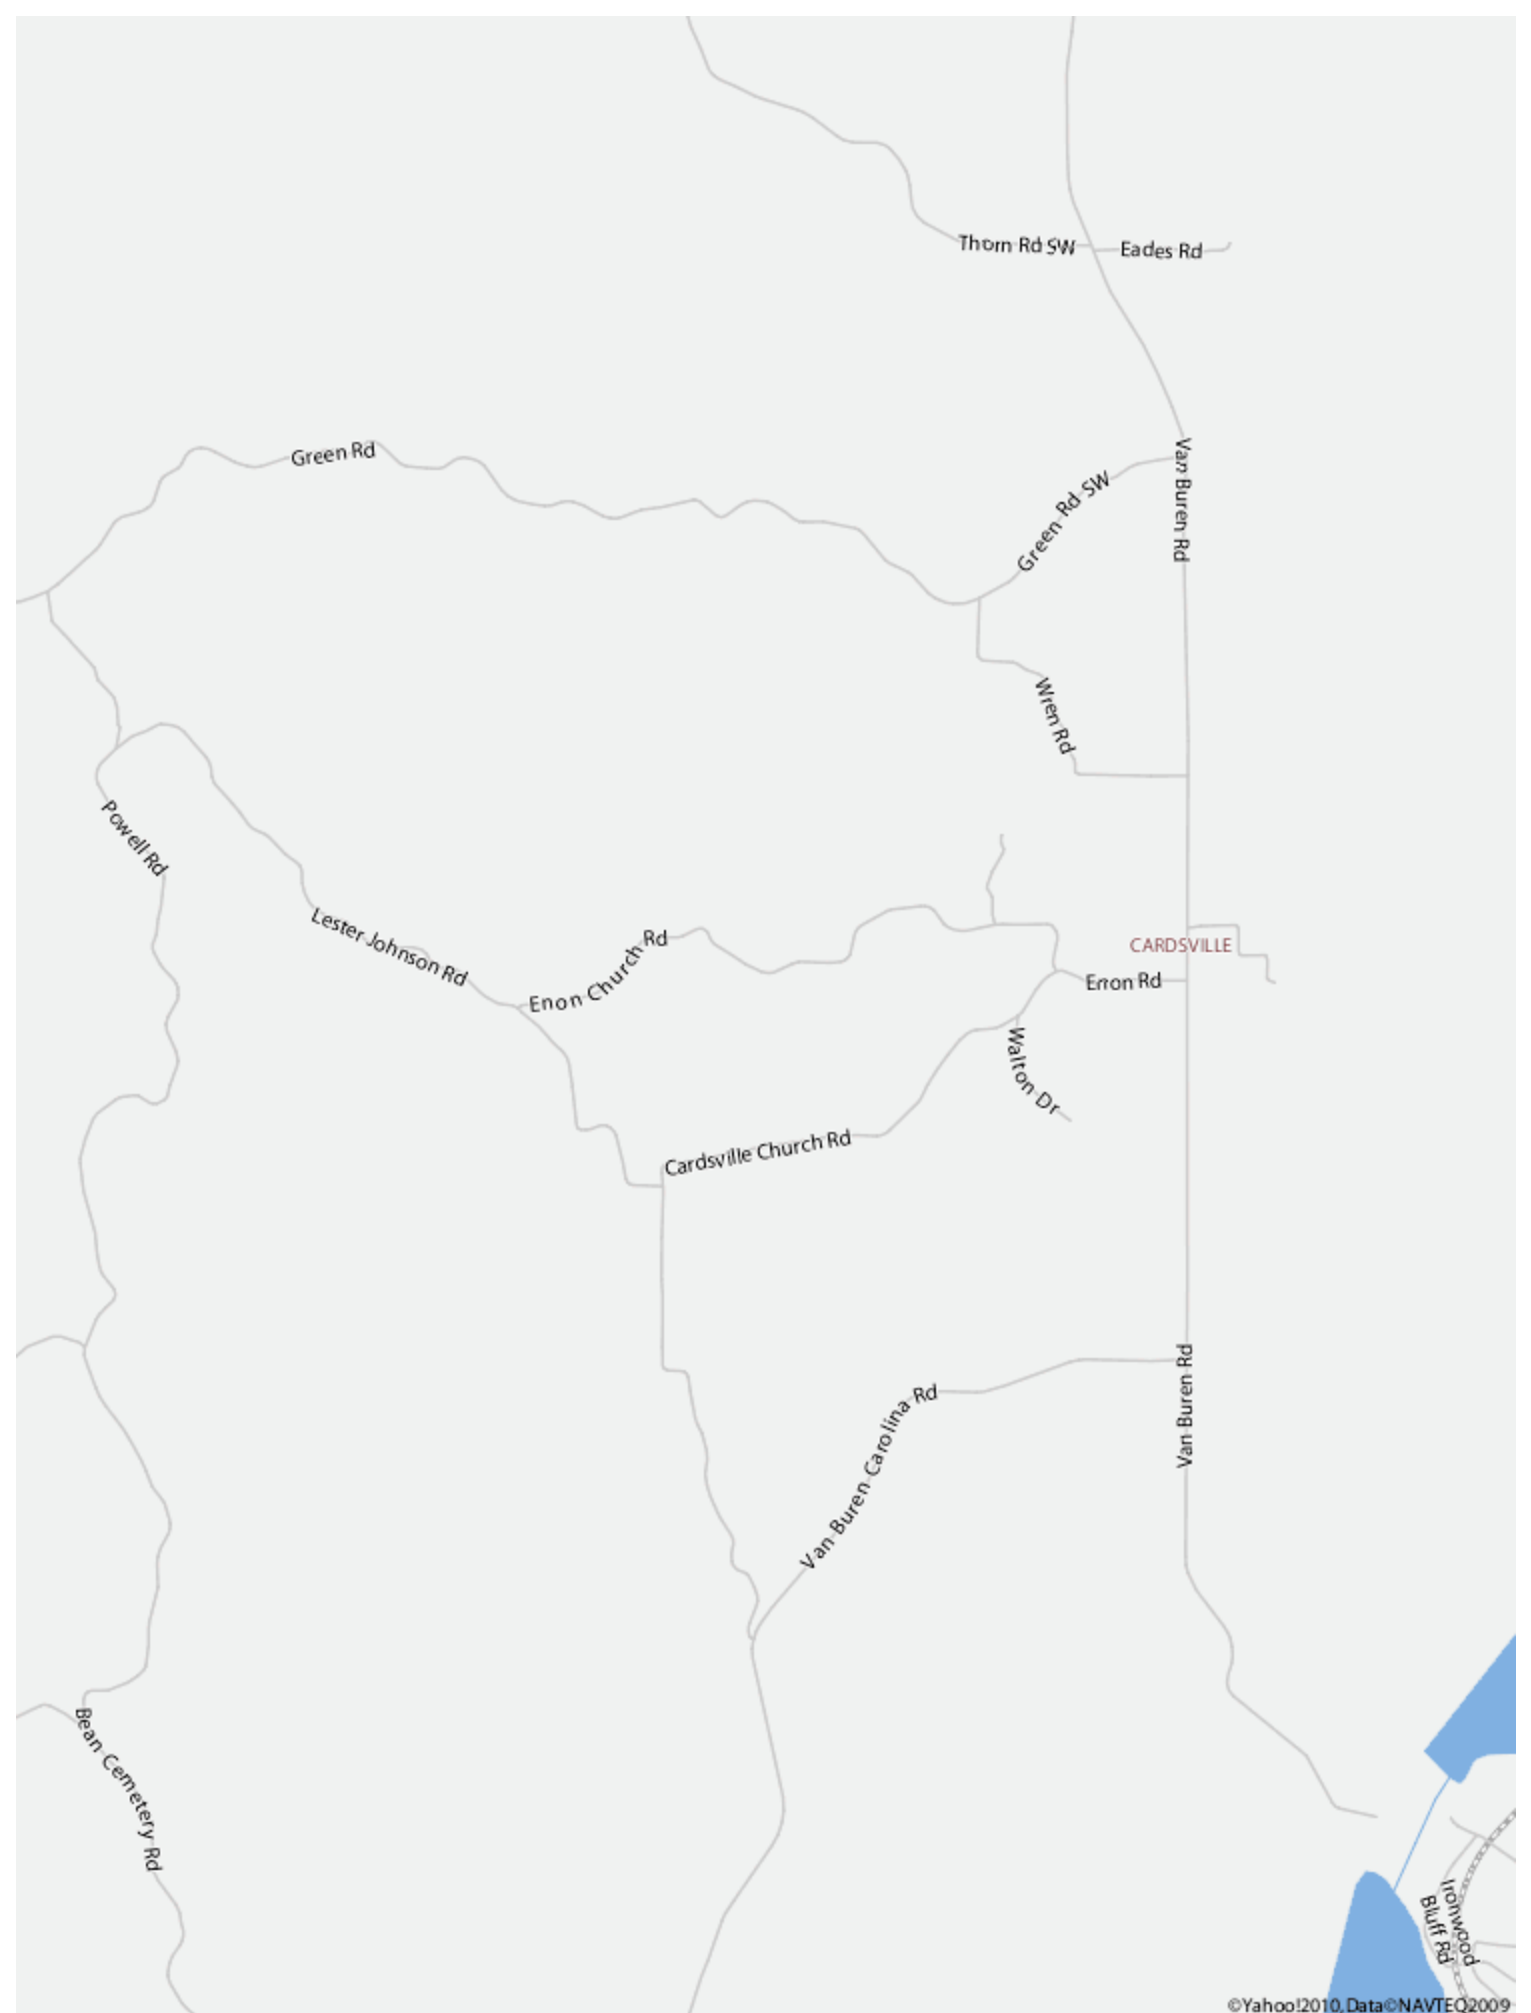 Thorn Rd SW
Eades Rd
Green Rd
Van Buren Rd
Green Rd SW
Wren Rd
Powell Rd
Lester Johnson Rd
Enon Church Rd
CARDSVILLE
Erron Rd
Walton Dr
Cardsville Church Rd
Van Buren Rd
Van Buren Carolina Rd
Bean Cemetery Rd
Ironwood
Bluff Rd
©Yahoo!2010, Data©NAVTEQ2009